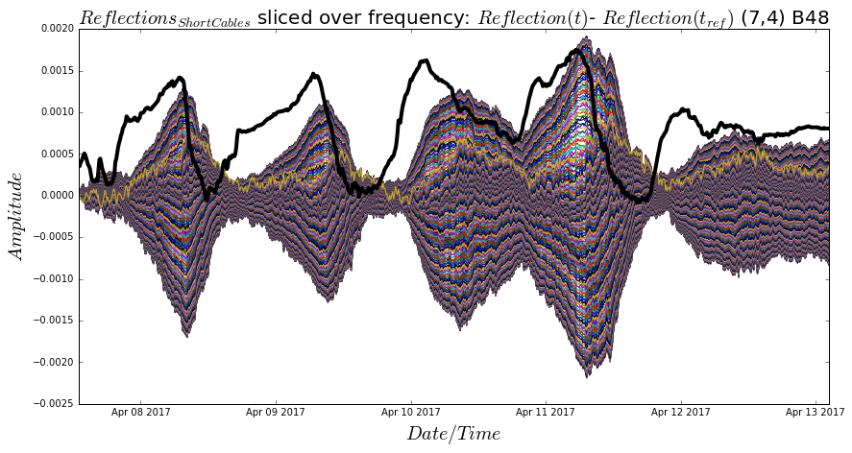 Reflections_ShortCables sliced over frequency: Reflection(t)- Reflection(t_ref) (7,4) B48
0.0020
0.0015
0.0010
0.0005
0.0000
−0.0005
−0.0010
−0.0015
−0.0020
−0.0025
Amplitude
Apr 08 2017 Apr 09 2017 Apr 10 2017 Apr 11 2017 Apr 12 2017 Apr 13 2017
Date/Time